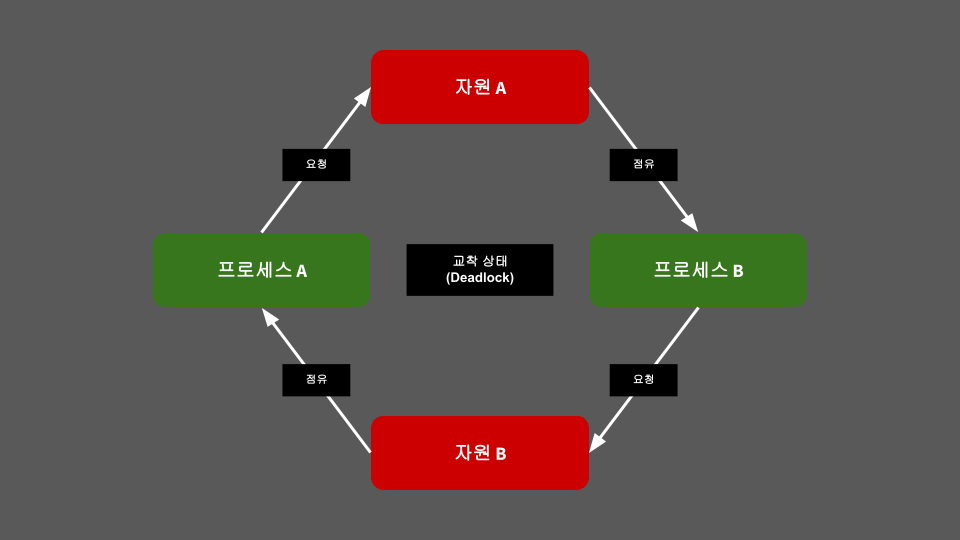 자원 A
요청
점유
프로세스 A
교착 상태
(Deadlock)
프로세스 B
점유
요청
자원 B